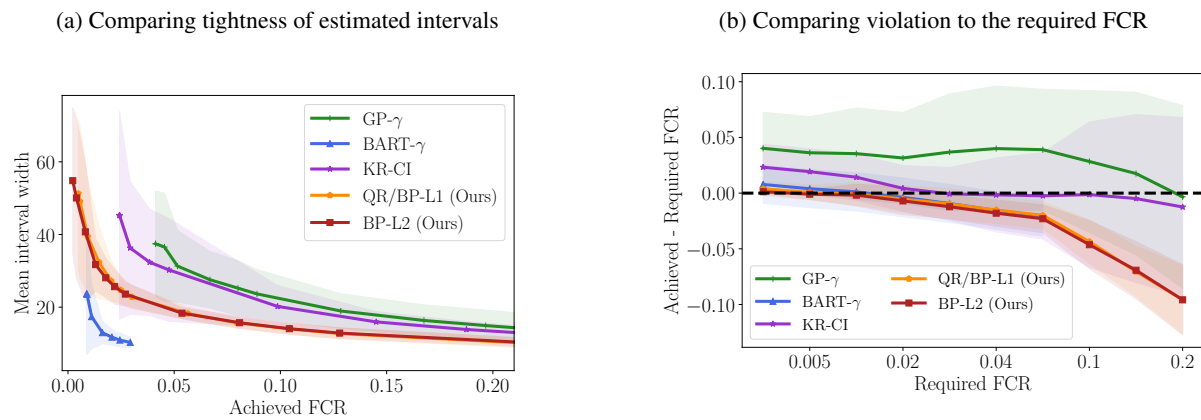 (a) Comparing tightness of estimated intervals
Mean interval width
60
40
20
GP-γ
BART-γ
KR-CI
QR/BP-L1 (Ours)
BP-L2 (Ours)
0.00 0.05 0.10 0.15 0.20
Achieved FCR
(b) Comparing violation to the required FCR
Achieved - Required FCR
0.10
0.05
0.00
−0.05
−0.10
GP-γ
BART-γ
KR-CI
QR/BP-L1 (Ours)
BP-L2 (Ours)
0.005 0.02 0.04 0.1 0.2
Required FCR